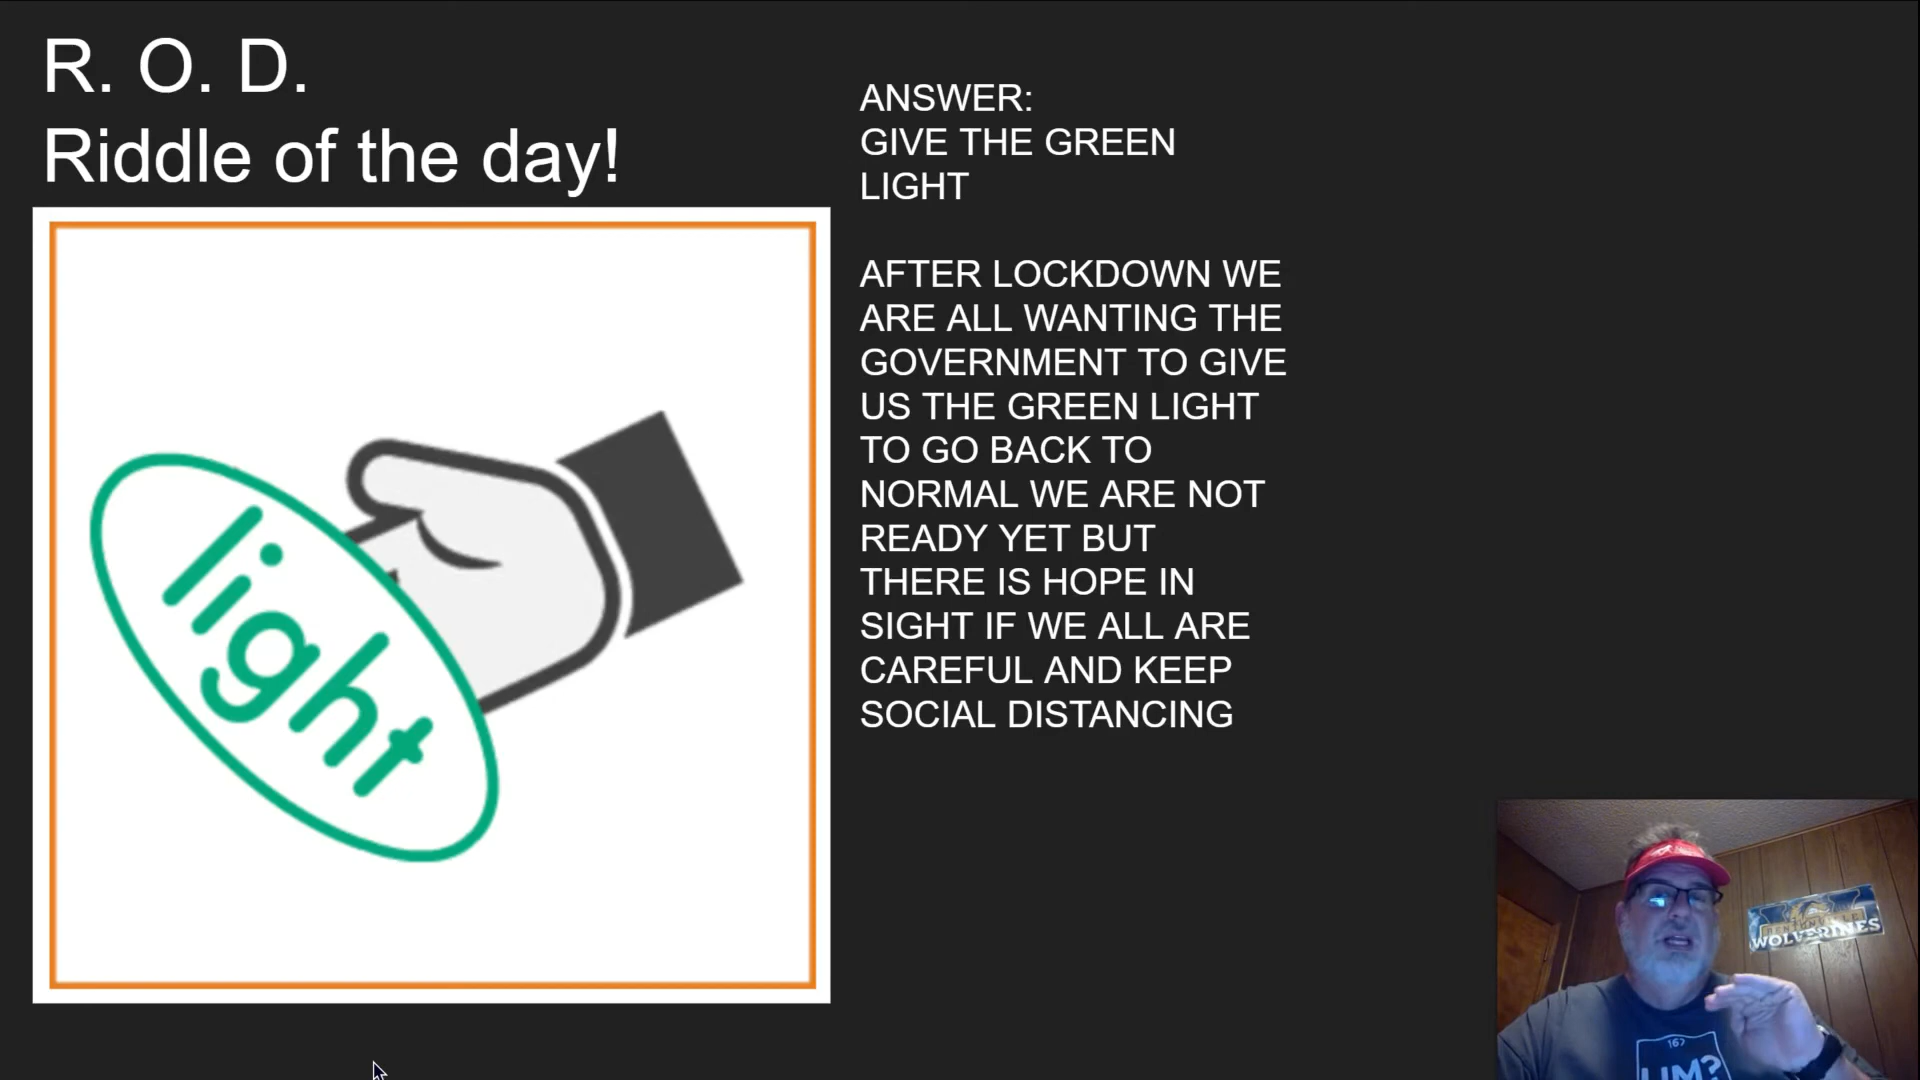 R. O. D.
Riddle of the day!
light
ANSWER:
GIVE THE GREEN
LIGHT
AFTER LOCKDOWN WE
ARE ALL WANTING THE
GOVERNMENT TO GIVE
US THE GREEN LIGHT
TO GO BACK TO
NORMAL WE ARE NOT
READY YET BUT
THERE IS HOPE IN
SIGHT IF WE ALL ARE
CAREFUL AND KEEP
SOCIAL DISTANCING
WOLVERINES
167